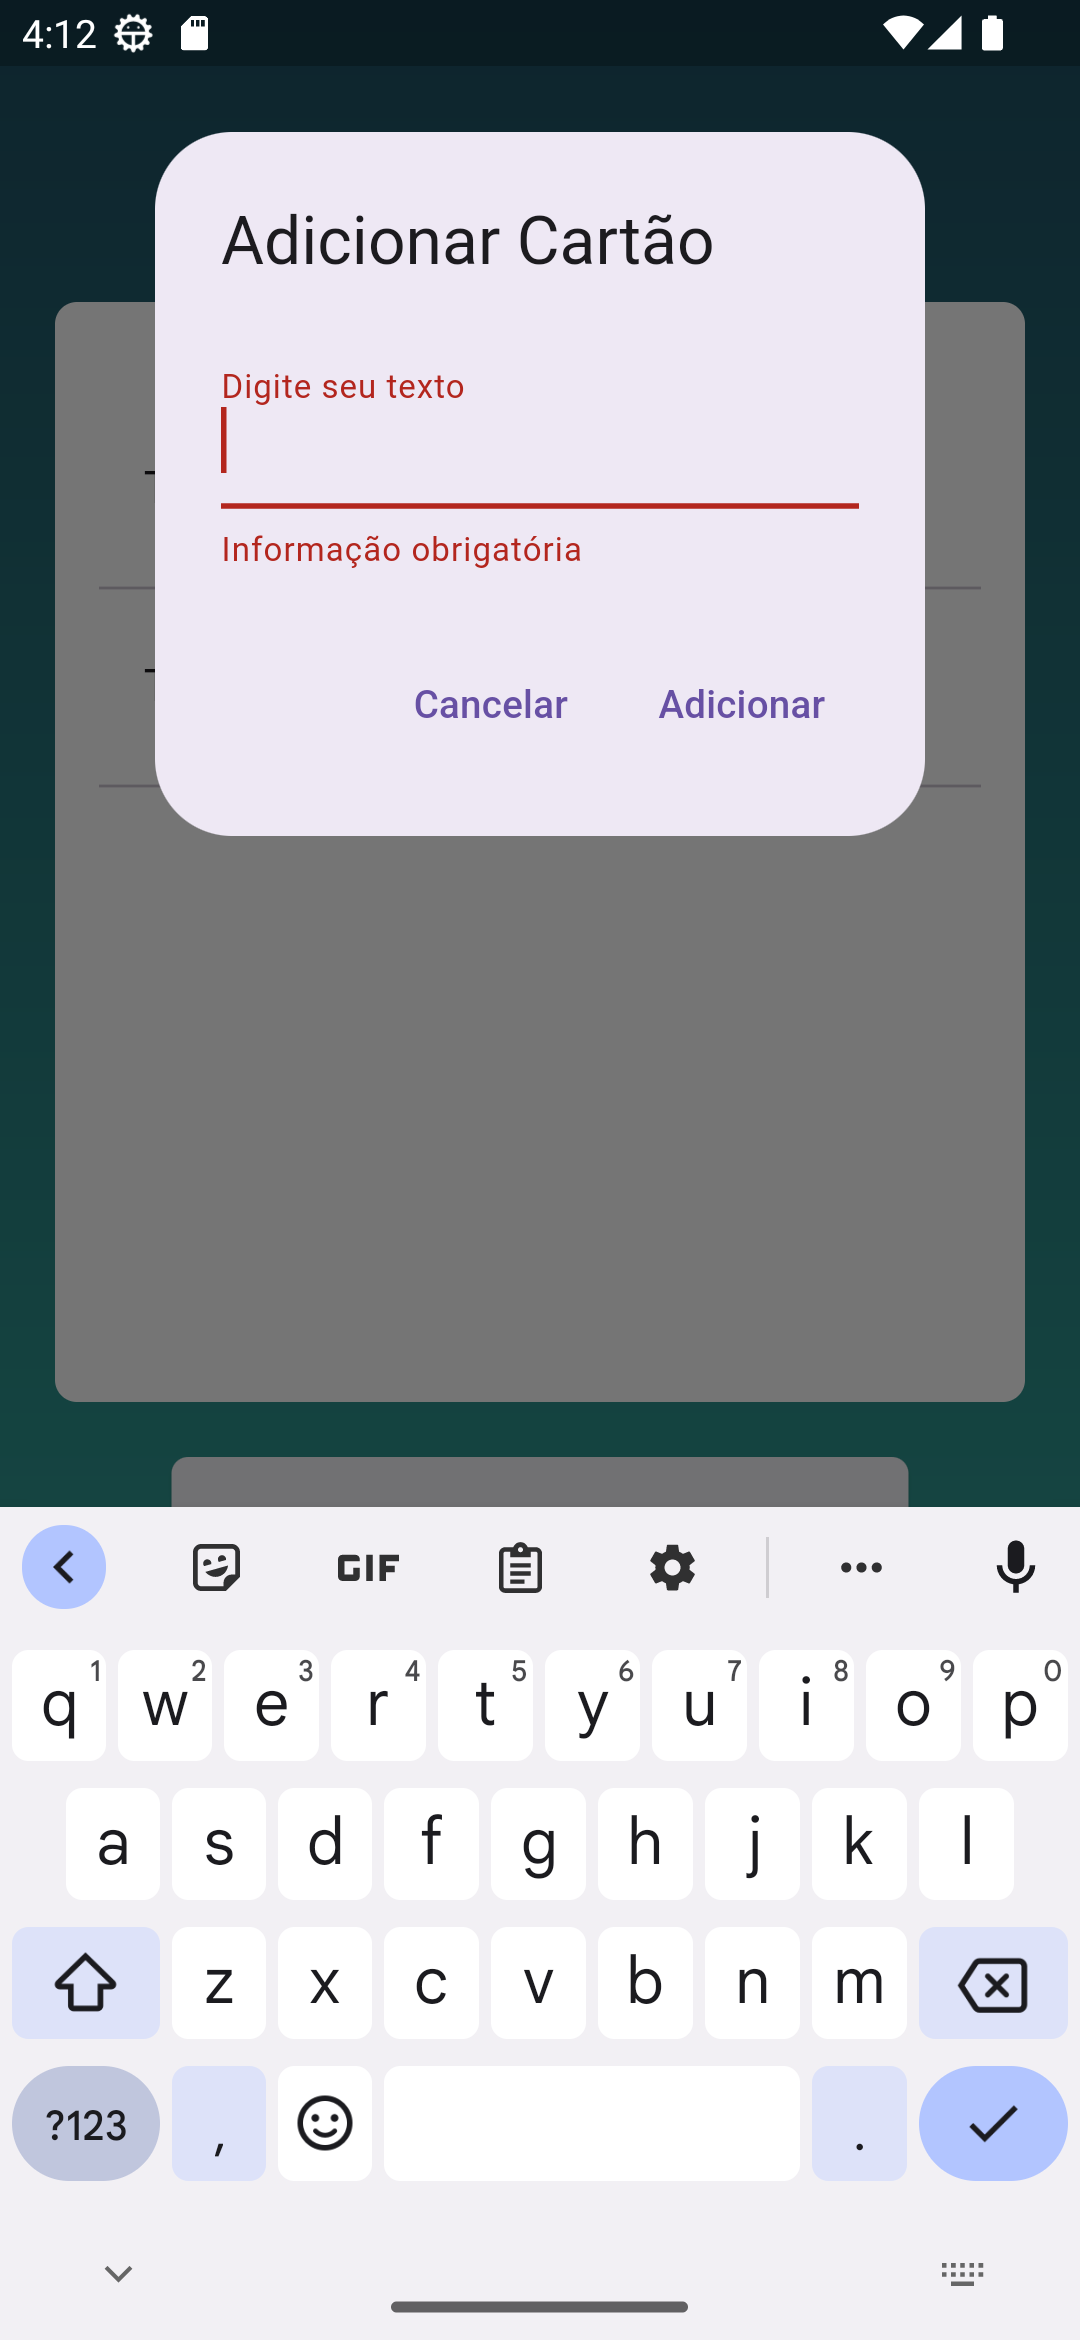 4:12
Adicionar Cartão
Digite seu texto
Informação obrigatória
Cancelar Adicionar
GIF
q 1 w 2 e 3 r 4 t 5 y 6 u 7 i 8 o 9 p 0
a s d f g h j k l
z x c v b n m
?123 , .